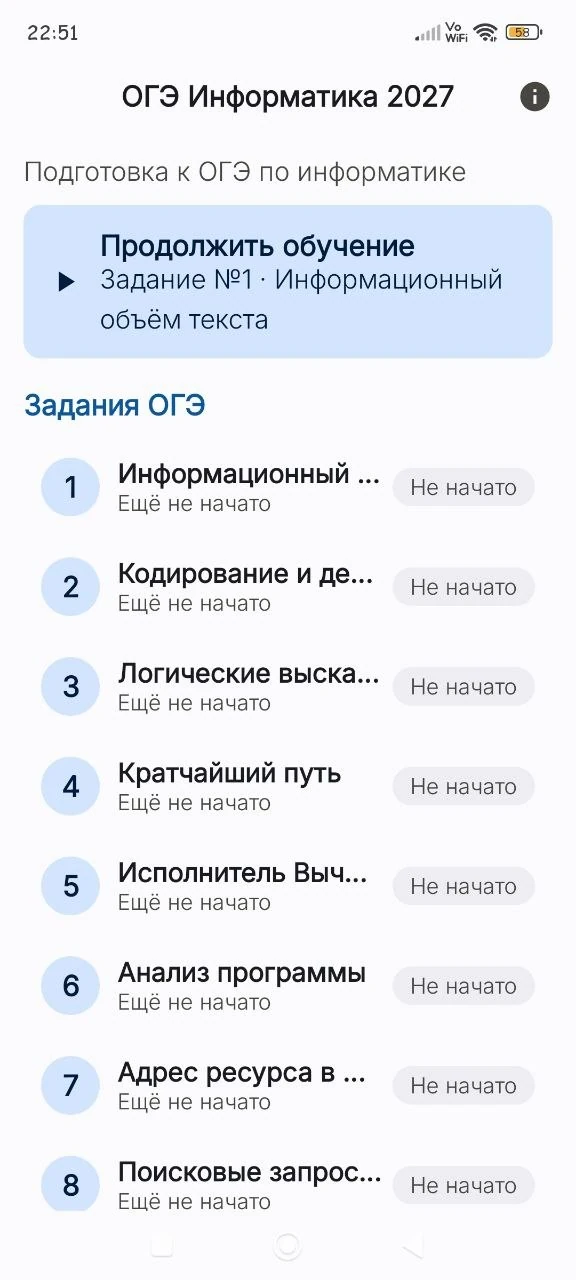 22:51
Vo
WiFi
58
ОГЭ Информатика 2027
Подготовка к ОГЭ по информатике
Продолжить обучение
Задание №1 · Информационный
объём текста
Задания ОГЭ
1
Информационный ...
Ещё не начато
Не начато
2
Кодирование и де...
Ещё не начато
Не начато
3
Логические выска...
Ещё не начато
Не начато
4
Кратчайший путь
Ещё не начато
Не начато
5
Исполнитель Выч...
Ещё не начато
Не начато
6
Анализ программы
Ещё не начато
Не начато
7
Адрес ресурса в ...
Ещё не начато
Не начато
8
Поисковые запрос...
Ещё не начато
Не начато